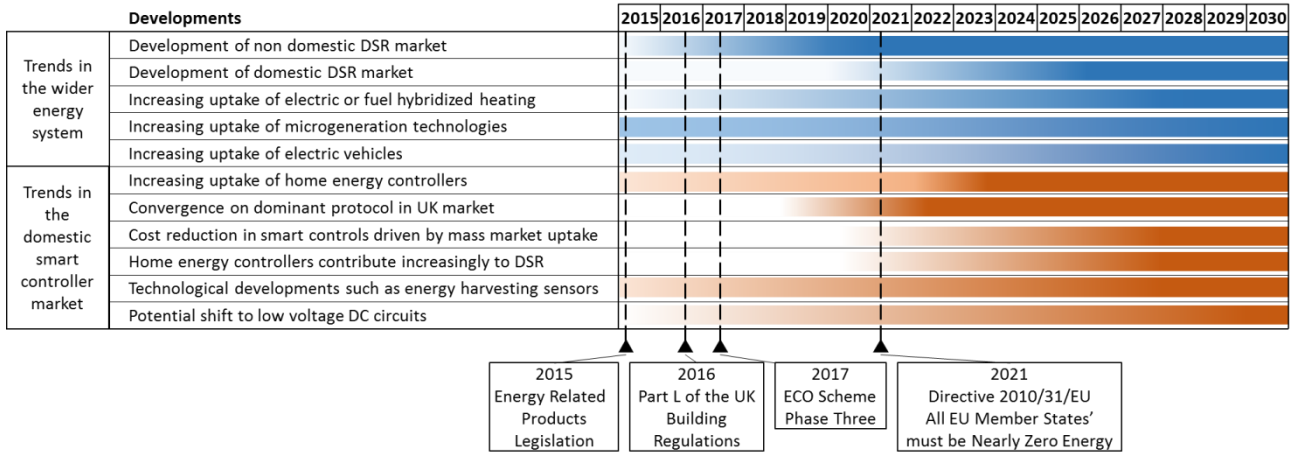 Developments 2015 2016 2017 2018 2019 2020 2021 2022 2023 2024 2025 2026 2027 2028 2029 2030
Trends in
the wider
energy
system
Development of non domestic DSR market
Development of domestic DSR market
Increasing uptake of electric or fuel hybridized heating
Increasing uptake of microgeneration technologies
Increasing uptake of electric vehicles
Trends in
the
domestic
smart
controller
market
Increasing uptake of home energy controllers
Convergence on dominant protocol in UK market
Cost reduction in smart controls driven by mass market uptake
Home energy controllers contribute increasingly to DSR
Technological developments such as energy harvesting sensors
Potential shift to low voltage DC circuits
2015
Energy Related
Products
Legislation
2016
Part L of the UK
Building
Regulations
2017
ECO Scheme
Phase Three
2021
Directive 2010/31/EU
All EU Member States’
must be Nearly Zero Energy